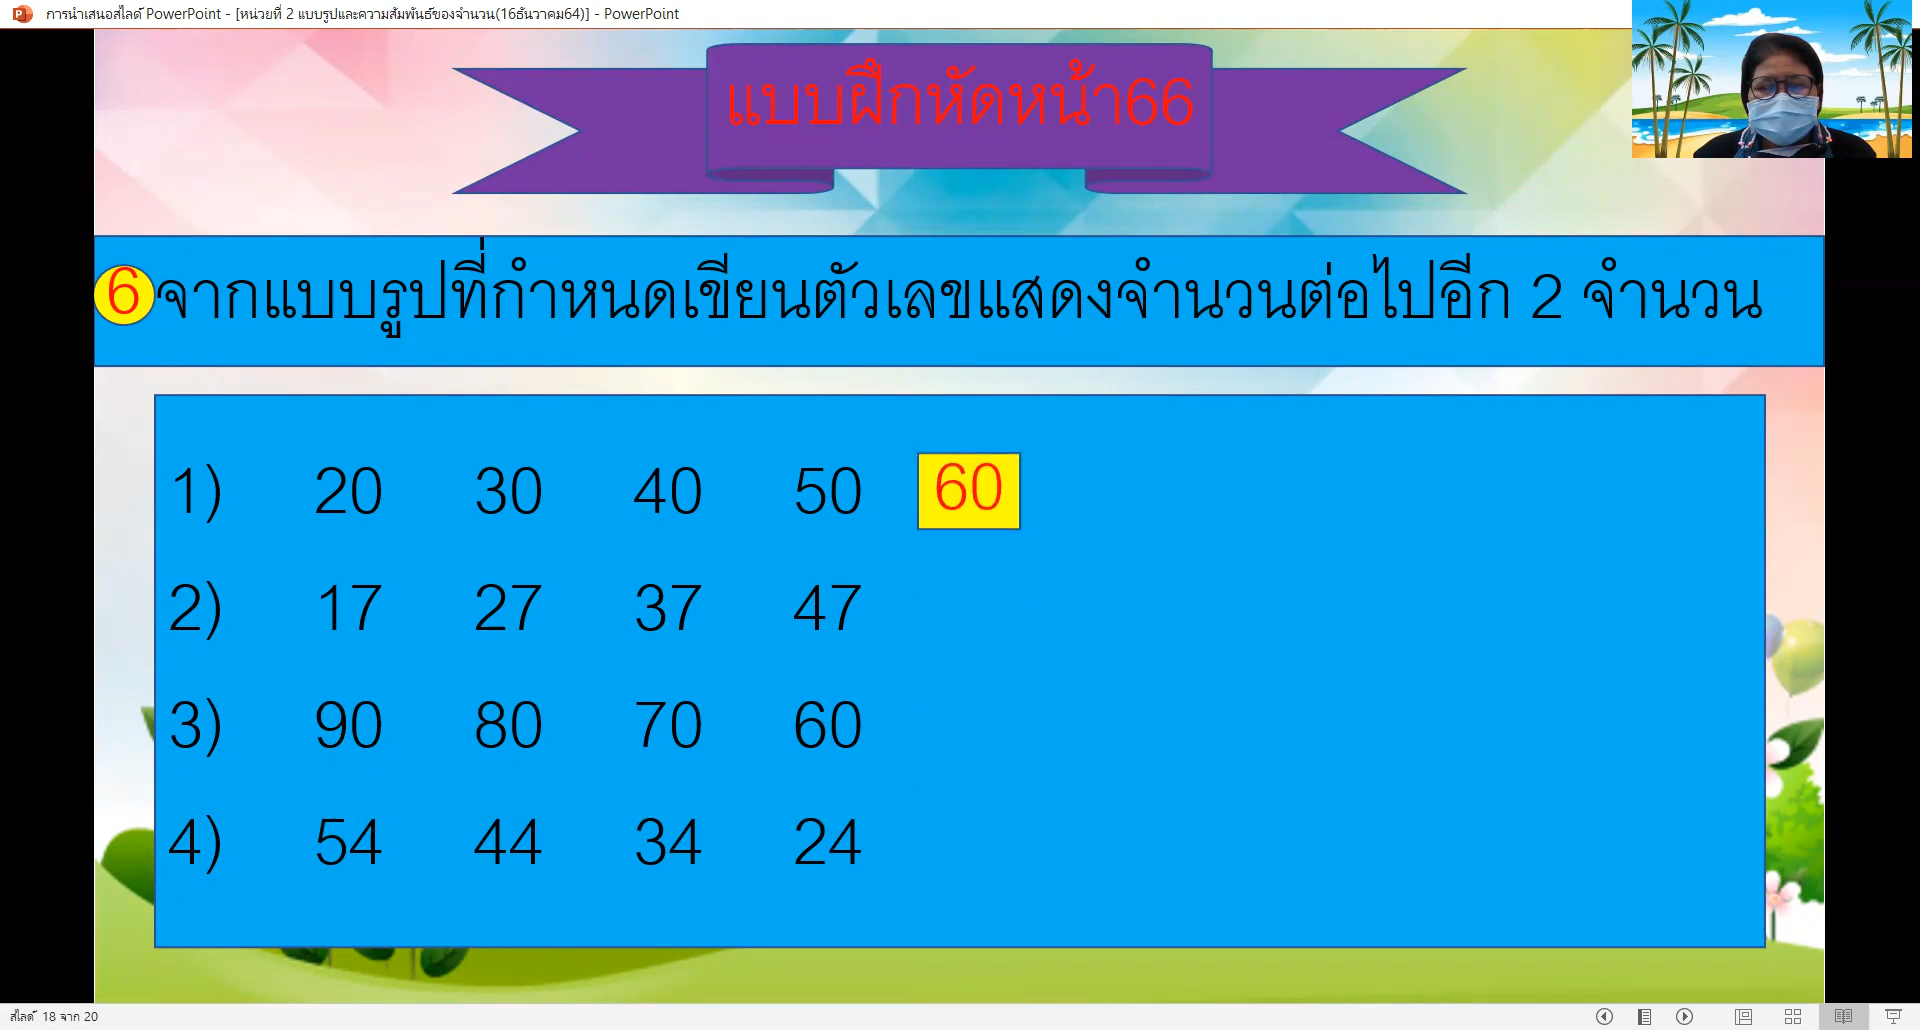 การนำเสนอสไลด์ PowerPoint - [หน่วยที่ 2 แบบรูปและความสัมพันธ์ของจำนวน(16ธันวาคม64)] - PowerPoint
แบบฝึกหัดหน้า66
6 จากแบบรูปที่กำหนดเขียนตัวเลขแสดงจำนวนต่อไปอีก 2 จำนวน
1) 20 30 40 50 60
2) 17 27 37 47
3) 90 80 70 60
4) 54 44 34 24
สไลด์ 18 จาก 20